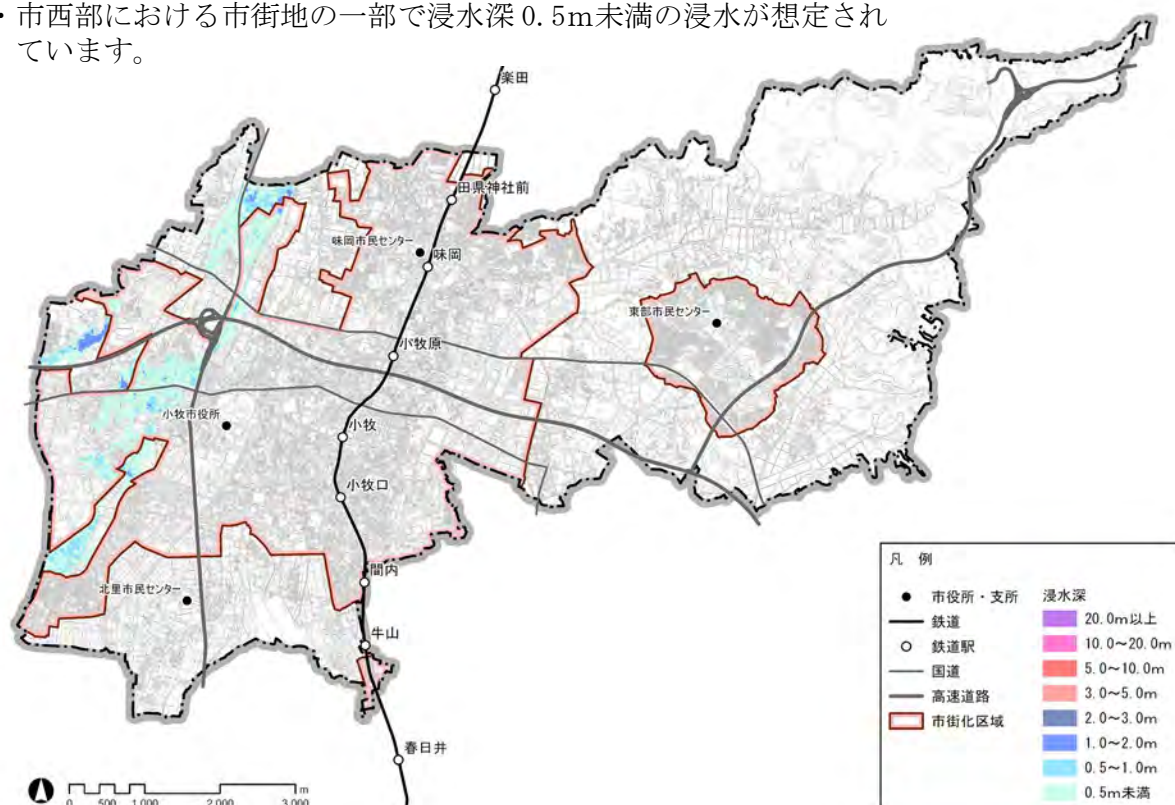 ・市西部における市街地の一部で浸水深 0.5m未満の浸水が想定され
ています。
楽田
田県神社前
味岡市民センター
味岡
東部市民センター
小牧原
小牧市役所
小牧
小牧口
間内
北里市民センター
牛山
春日井
凡 例
市役所・支所
鉄道
鉄道駅
国道
高速道路
市街化区域
浸水深
20.0m以上
10.0～20.0m
5.0～10.0m
3.0～5.0m
2.0～3.0m
1.0～2.0m
0.5～1.0m
0.5m未満
0 500 1,000 2,000 3,000 m